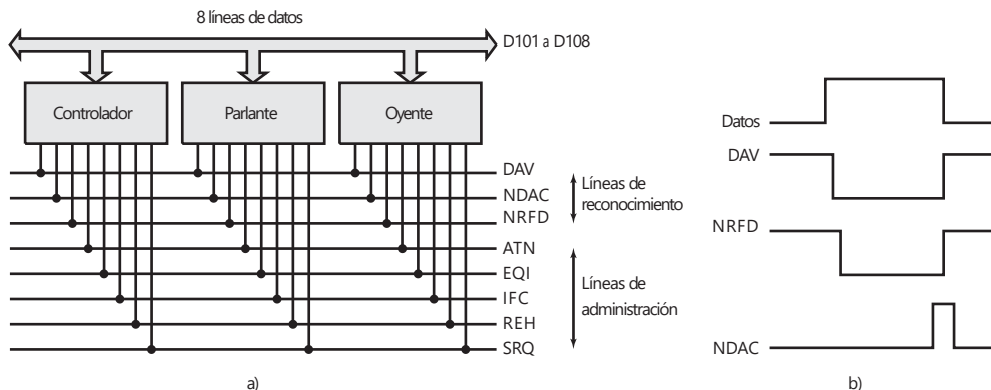 8 líneas de datos
D101 a D108
Controlador
Parlante
Oyente
DAV
NDAC
NRFD
Líneas de
reconocimiento
ATN
EQI
IFC
REH
SRQ
Líneas de
administración
a)
Datos
DAV
NRFD
NDAC
b)